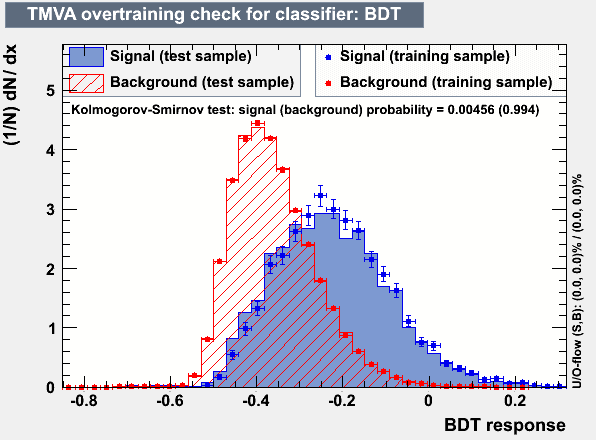 TMVA overtraining check for classifier: BDT
(1/N) dN / dx
Signal (test sample)
Background (test sample)
Signal (training sample)
Background (training sample)
Kolmogorov-Smirnov test: signal (background) probability = 0.00456 (0.994)
5
4
3
2
1
0
-0.8 -0.6 -0.4 -0.2 0 0.2
BDT response
U/O-flow (S,B): (0.0, 0.0)% / (0.0, 0.0)%